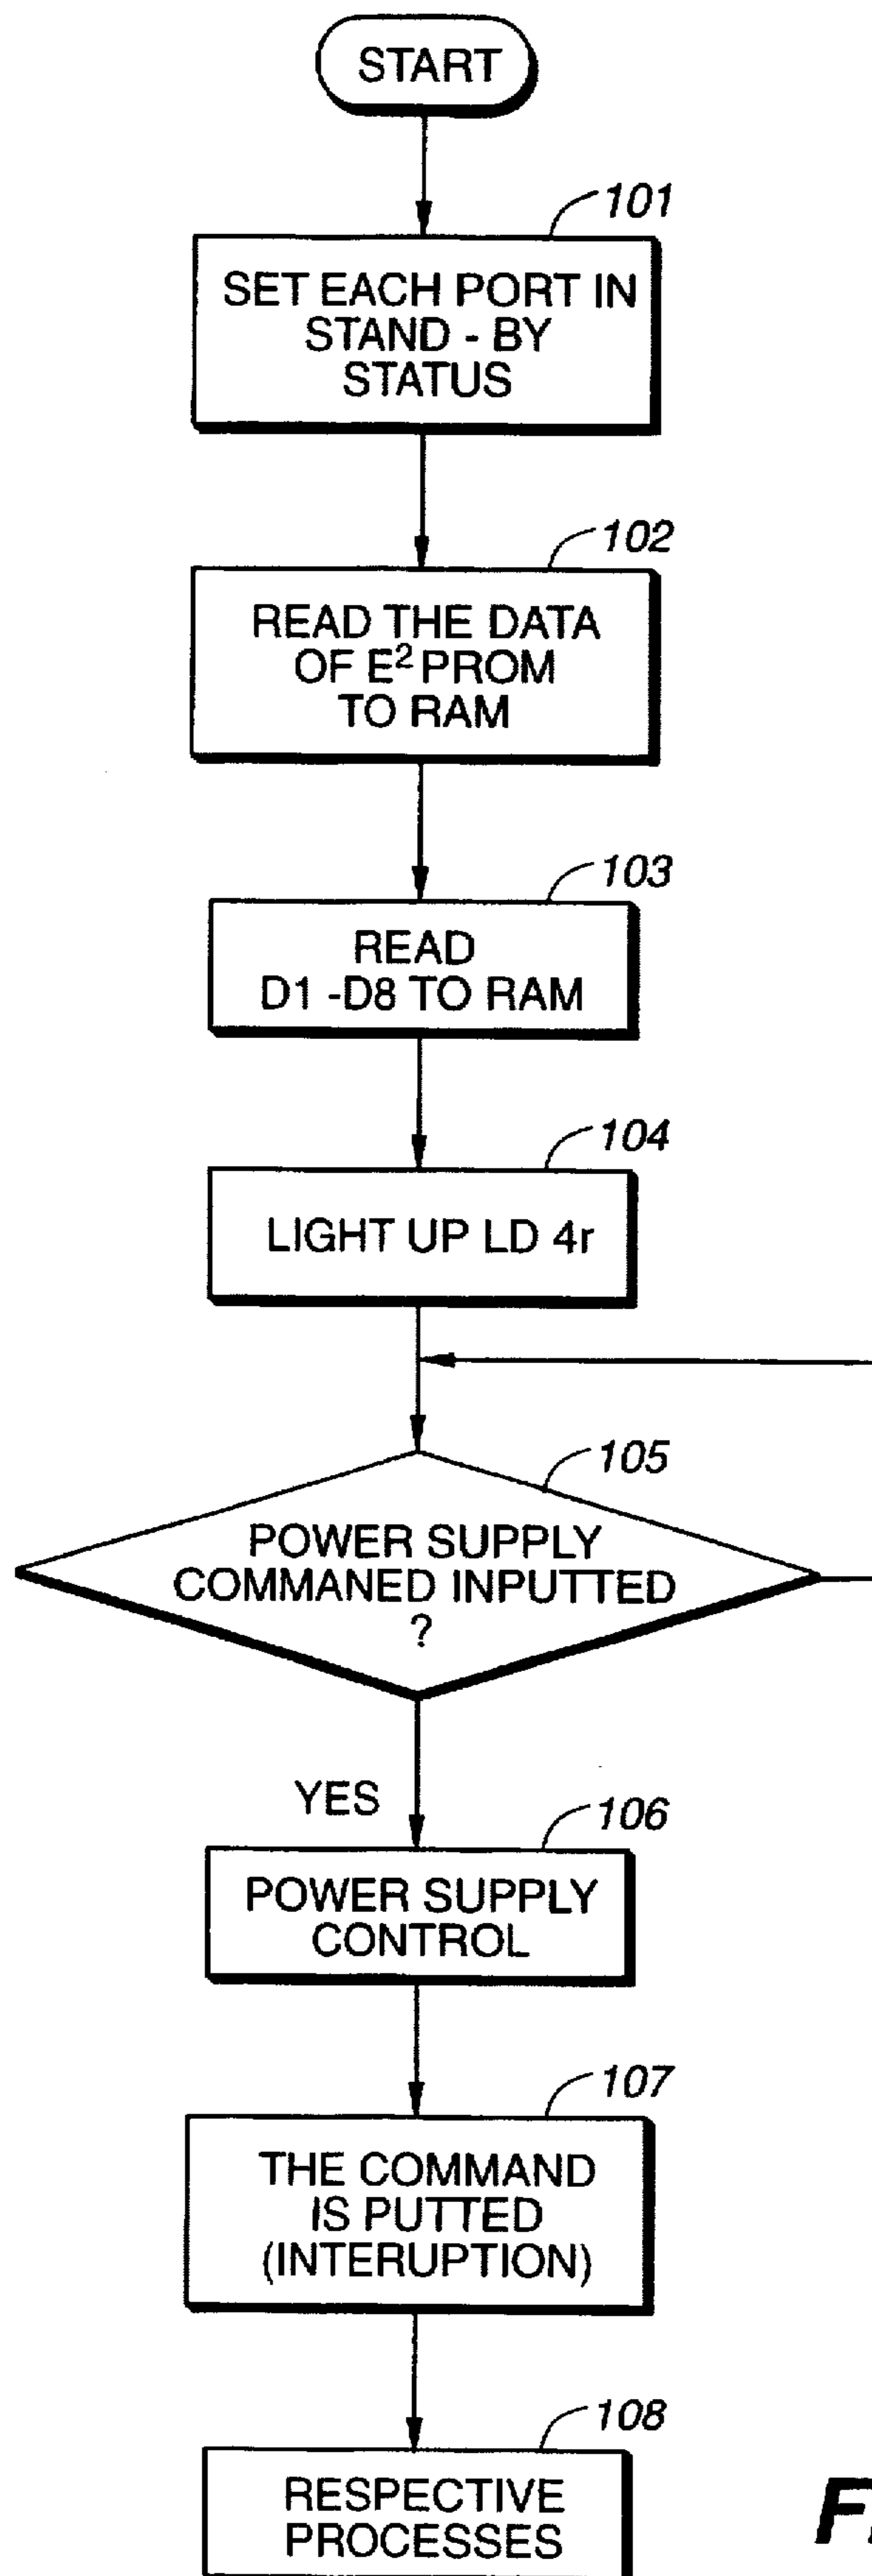 START
101
SET EACH PORT IN
STAND - BY
STATUS
102
READ THE DATA
OF E² PROM
TO RAM
103
READ
D1 -D8 TO RAM
104
LIGHT UP LD 4r
105
POWER SUPPLY
COMMANED INPUTTED
?
YES
106
POWER SUPPLY
CONTROL
107
THE COMMAND
IS PUTTED
(INTERUPTION)
108
RESPECTIVE
PROCESSES